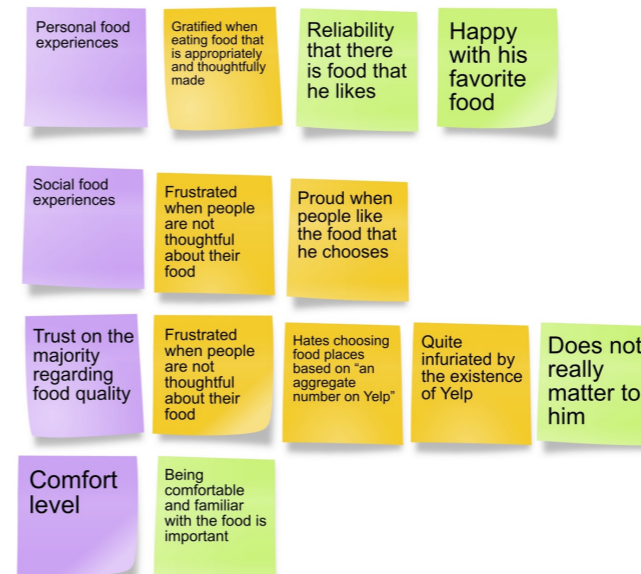 Personal food
experiences
Gratified when
eating food that
is appropriately
and thoughtfully
made
Reliability
that there
is food that
he likes
Happy
with his
favorite
food
Social food
experiences
Frustrated
when people
are not
thoughtful
about their
food
Proud when
people like
the food that
he chooses
Trust on the
majority
regarding
food quality
Frustrated
when people
are not
thoughtful
about their
food
Hates choosing
food places
based on “an
aggregate
number on Yelp”
Quite
infuriated by
the existence
of Yelp
Does not
really
matter to
him
Comfort
level
Being
comfortable
and familiar
with the food is
important